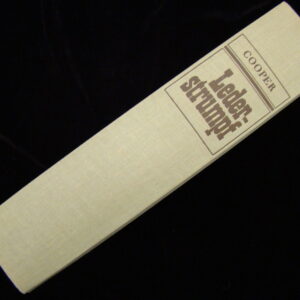 COOPER
Leder-
strumpf